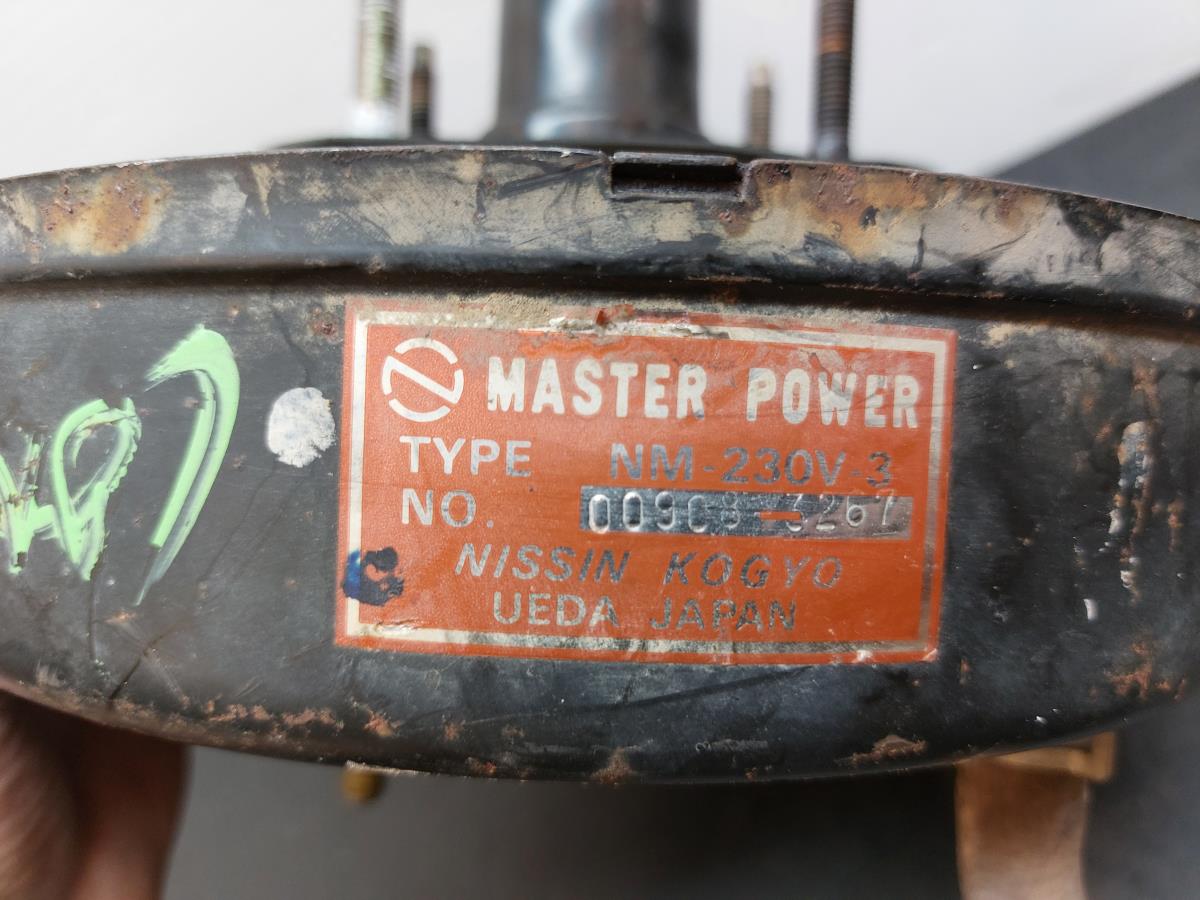 MASTER POWER
TYPE NM-230V-3
NO. 009C8-3267
NISSIN KOGYO
UEDA JAPAN